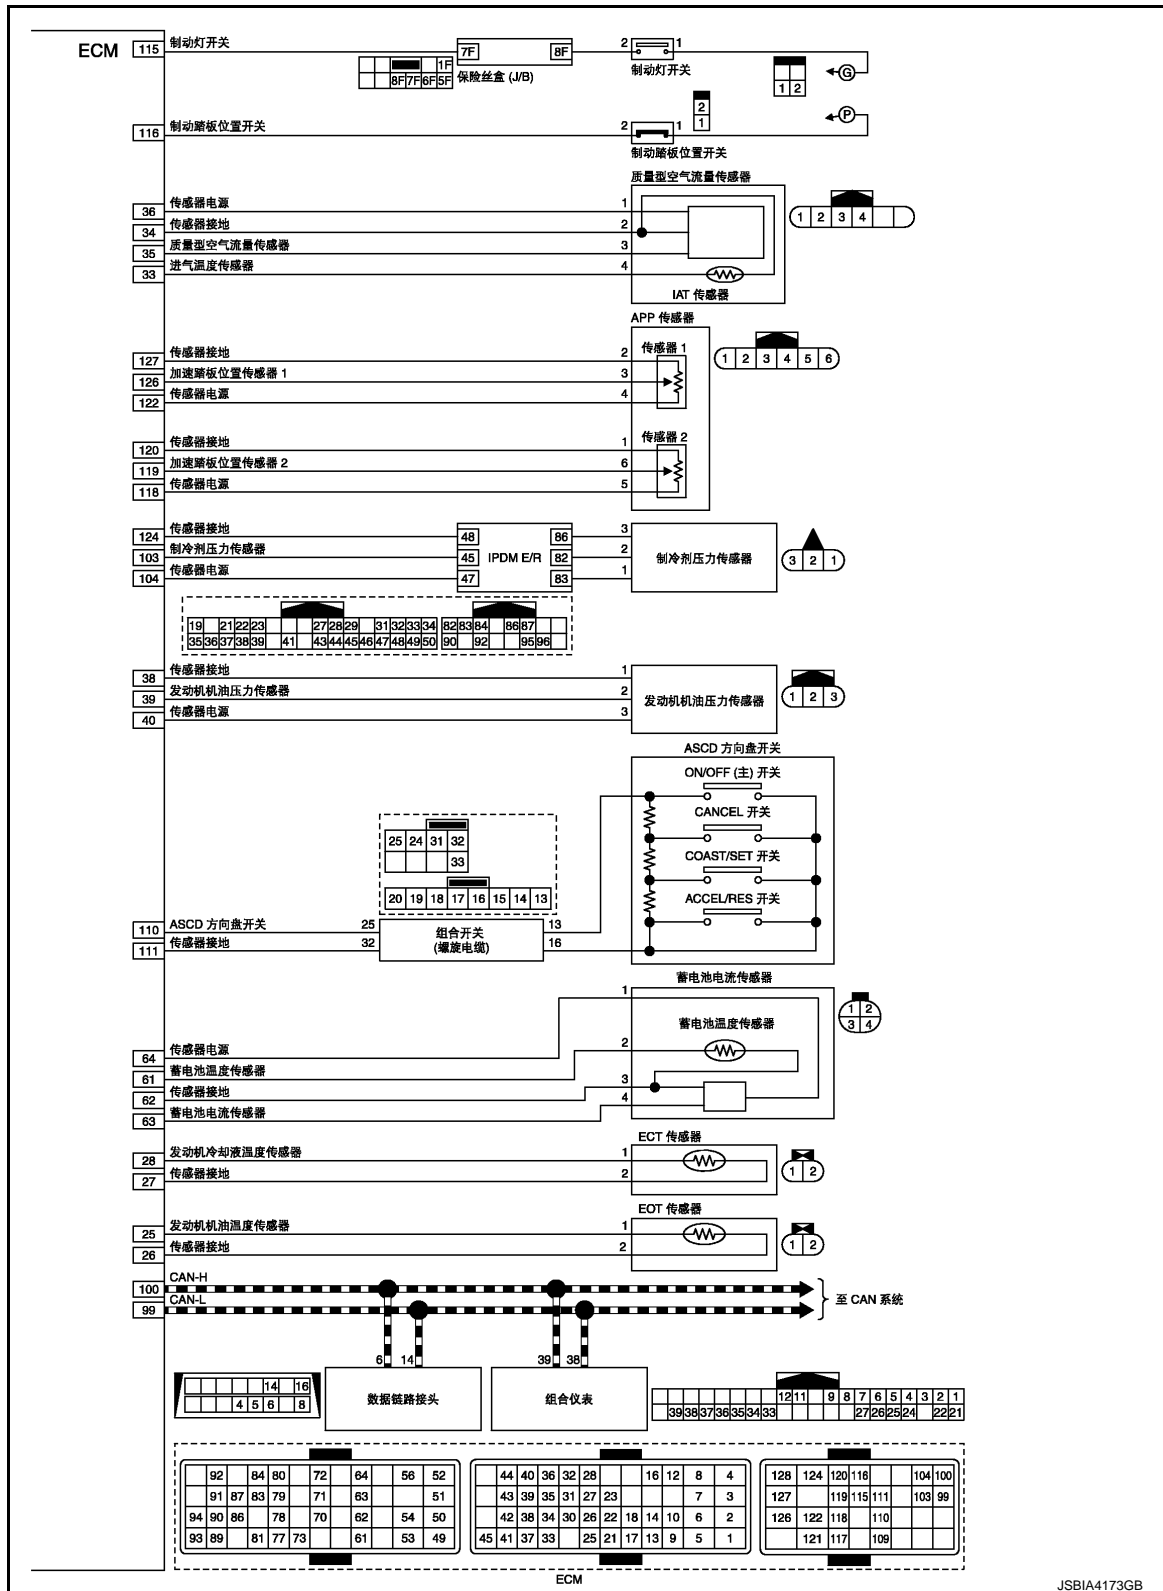 ECM
115 制动灯开关 7F 8F 2 1
1F
8F 7F 6F 5F
保险丝盒 (J/B)
制动灯开关
1 2
G
2
1
P
116 制动踏板位置开关 2 1
制动踏板位置开关
质量型空气流量传感器
36 传感器电源 1
34 传感器接地 2
35 质量型空气流量传感器 3
33 进气温度传感器 4
IAT 传感器
1 2 3 4
APP 传感器
传感器 1
127 传感器接地 2
126 加速踏板位置传感器 1 3
122 传感器电源 4
1 2 3 4 5 6
传感器 2
120 传感器接地 1
119 加速踏板位置传感器 2 6
118 传感器电源 5
124 传感器接地 48 86 3
103 制冷剂压力传感器 45 IPDM E/R 82 2
104 传感器电源 47 83 1
制冷剂压力传感器
3 2 1
19 21 22 23 27 28 29 31 32 33 34 82 83 84 86 87
35 36 37 38 39 41 43 44 45 46 47 48 49 50 90 92 95 96
38 传感器接地 1
39 发动机机油压力传感器 2
40 传感器电源 3
发动机机油压力传感器
1 2 3
ASCD 方向盘开关
ON/OFF (主) 开关
CANCEL 开关
COAST/SET 开关
ACCEL/RES 开关
25 24 31 32
33
20 19 18 17 16 15 14 13
110 ASCD 方向盘开关 25 13
111 传感器接地 32 16
组合开关
(螺旋电缆)
蓄电池电流传感器
蓄电池温度传感器
1
2
3
4
1 2
3 4
64 传感器电源
61 蓄电池温度传感器
62 传感器接地
63 蓄电池电流传感器
ECT 传感器
28 发动机冷却液温度传感器 1
27 传感器接地 2
1 2
EOT 传感器
25 发动机机油温度传感器 1
26 传感器接地 2
1 2
100 CAN-H
99 CAN-L
至 CAN 系统
6 14 39 38
数据链路接头
组合仪表
14 16
4 5 6 8
12 11 9 8 7 6 5 4 3 2 1
39 38 37 36 35 34 33 27 26 25 24 22 21
92 84 80 72 64 56 52
91 87 83 79 71 63 51
94 90 86 78 70 62 54 50
93 89 81 77 73 61 53 49
44 40 36 32 28 16 12 8 4
43 39 35 31 27 23 7 3
42 38 34 30 26 22 18 14 10 6 2
45 41 37 33 25 21 17 13 9 5 1
128 124 120 116 104 100
127 119 115 111 103 99
126 122 118 110
121 117 109
ECM
JSBIA4173GB